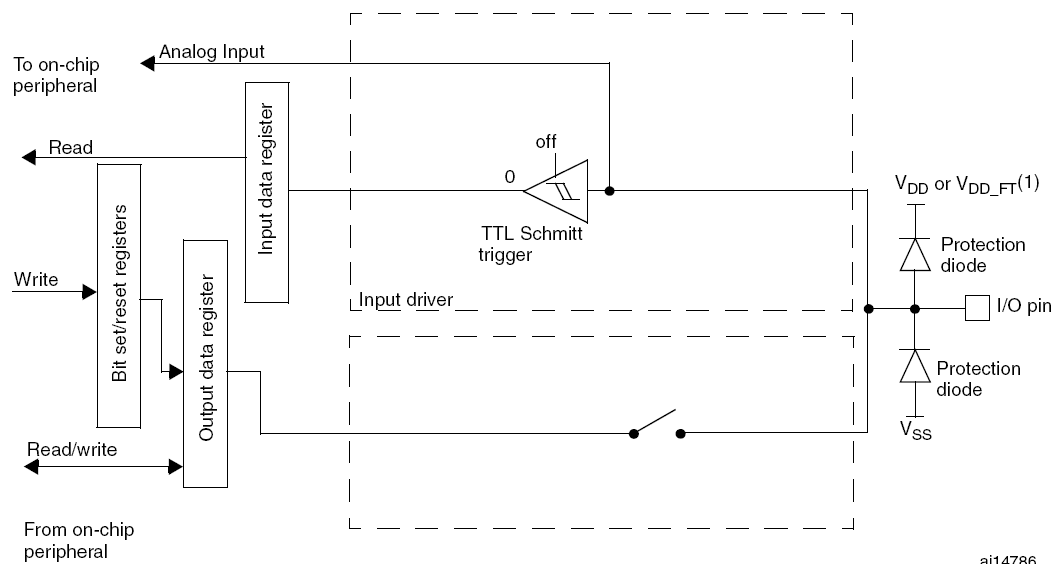 Analog Input
To on-chip
peripheral
Read
Input data register
off
0
TTL Schmitt
trigger
Input driver
Bit set/reset registers
Write
Output data register
Read/write
From on-chip
peripheral
VDD or VDD_FT(1)
Protection
diode
I/O pin
Protection
diode
VSS
ai14786